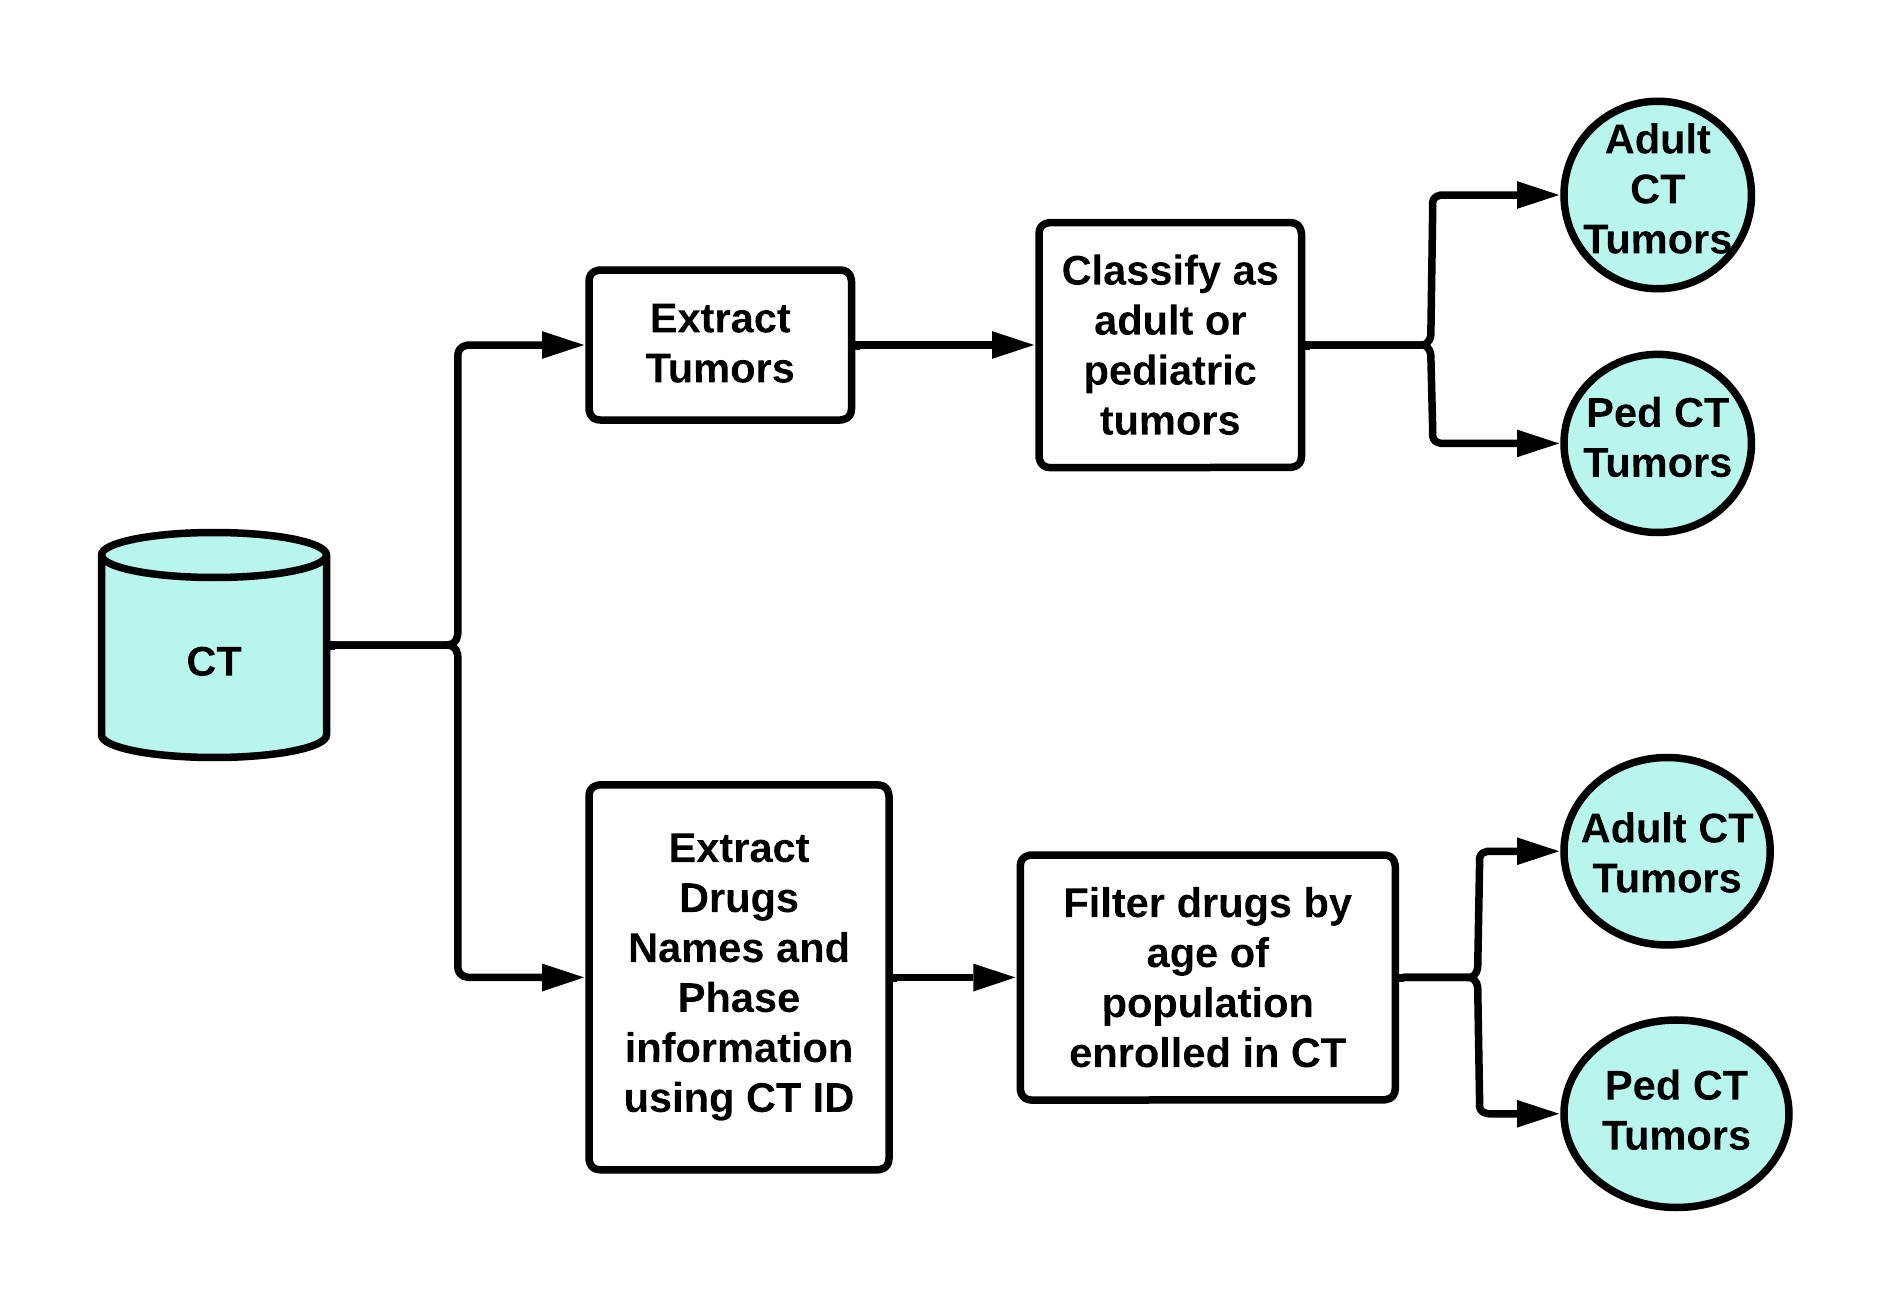 CT
Extract
Tumors
Classify as
adult or
pediatric
tumors
Adult
CT
Tumors
Ped CT
Tumors
Extract
Drugs
Names and
Phase
information
using CT ID
Filter drugs by
age of
population
enrolled in CT
Adult CT
Tumors
Ped CT
Tumors